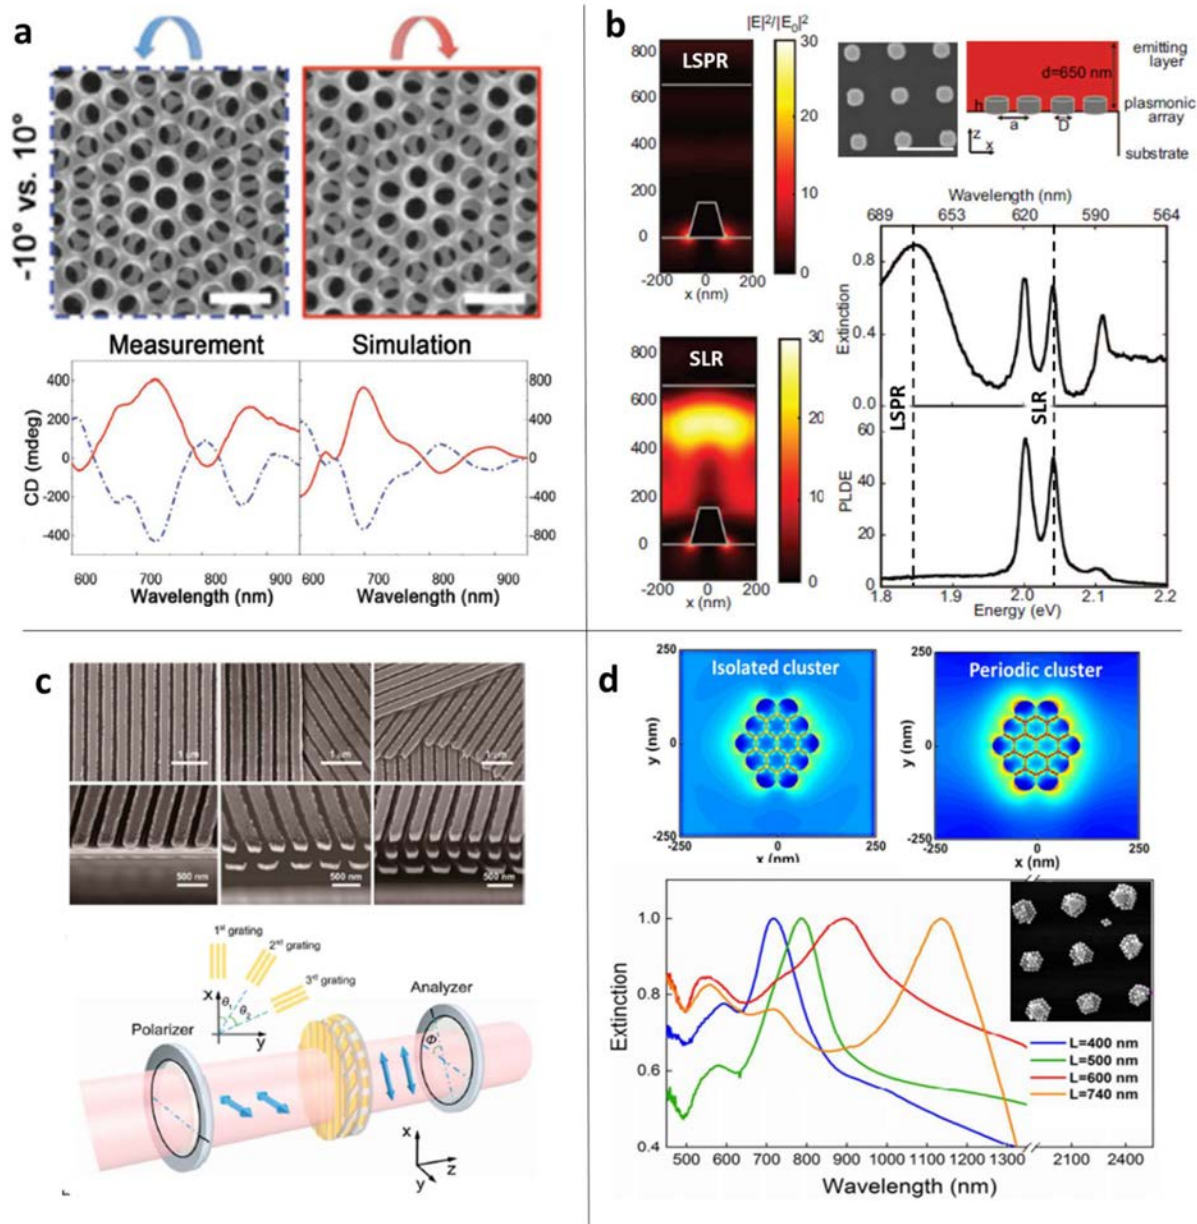 a
-10° vs. 10°
Measurement
Simulation
CD (mdeg)
400
200
0
-200
-400
800
400
0
-400
-800
600
700
800
900
600
700
800
900
Wavelength (nm)
Wavelength (nm)
b
|E|²/|E₀|²
LSPR
800
600
400
200
0
-200
0
200
x (nm)
30
20
10
0
SLR
800
600
400
200
0
-200
0
200
x (nm)
30
20
10
0
emitting
layer
d=650 nm
h
a
D
plasmonic
array
z
x
substrate
Wavelength (nm)
689
653
620
590
564
Extinction
0.8
0.4
0.0
LSPR
SLR
PLDE
60
40
20
0
1.8
1.9
2.0
2.1
2.2
Energy (eV)
c
1 µm
1 µm
1 µm
500 nm
500 nm
500 nm
1st grating
2nd grating
3rd grating
x
θ₁
θ₂
y
Polarizer
Analyzer
Φ
x
z
y
d
Isolated cluster
250
0
-250
y (nm)
-250
0
250
x (nm)
Periodic cluster
250
0
-250
y (nm)
-250
0
250
x (nm)
Extinction
1.0
0.8
0.6
0.4
L=400 nm
L=500 nm
L=600 nm
L=740 nm
500
600
700
800
900
1000
1100
1200
1300
2100
2400
Wavelength (nm)